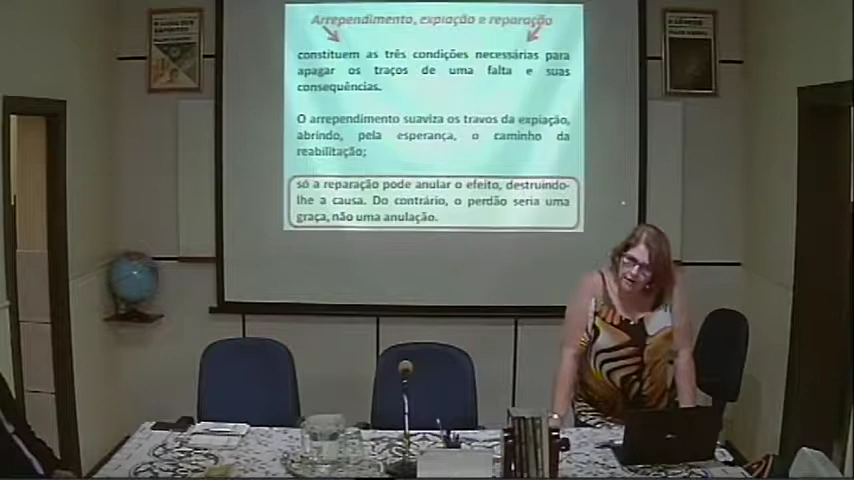 Arrependimento, expiação e reparação
constituem as três condições necessárias para
apagar os traços de uma falta e suas
consequências.
O arrependimento suaviza os travos da expiação,
abrindo, pela esperança, o caminho da
reabilitação;
só a reparação pode anular o efeito, destruindo-
lhe a causa. Do contrário, o perdão seria uma
graça, não uma anulação.